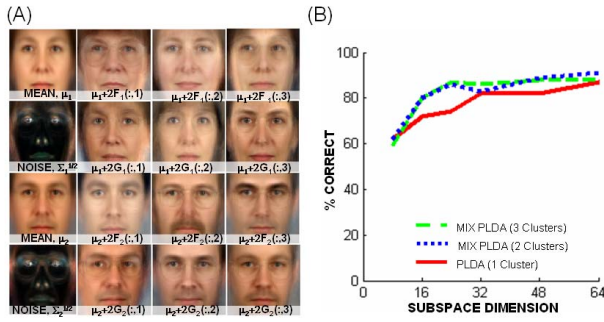 (A)
MEAN, μ₁ μ₁+2F₁(:,1) μ₁+2F₁(:,2) μ₁+2F₁(:,3)
NOISE, Σ₁^1/2 μ₁+2G₁(:,1) μ₁+2G₁(:,2) μ₁+2G₁(:,3)
MEAN, μ₂ μ₂+2F₂(:,1) μ₂+2F₂(:,2) μ₂+2F₂(:,3)
NOISE, Σ₂^1/2 μ₂+2G₂(:,1) μ₂+2G₂(:,2) μ₂+2G₂(:,3)
(B)
% CORRECT
100
80
60
40
20
0
MIX PLDA (3 Clusters)
MIX PLDA (2 Clusters)
PLDA (1 Cluster)
0 16 32 48 64
SUBSPACE DIMENSION